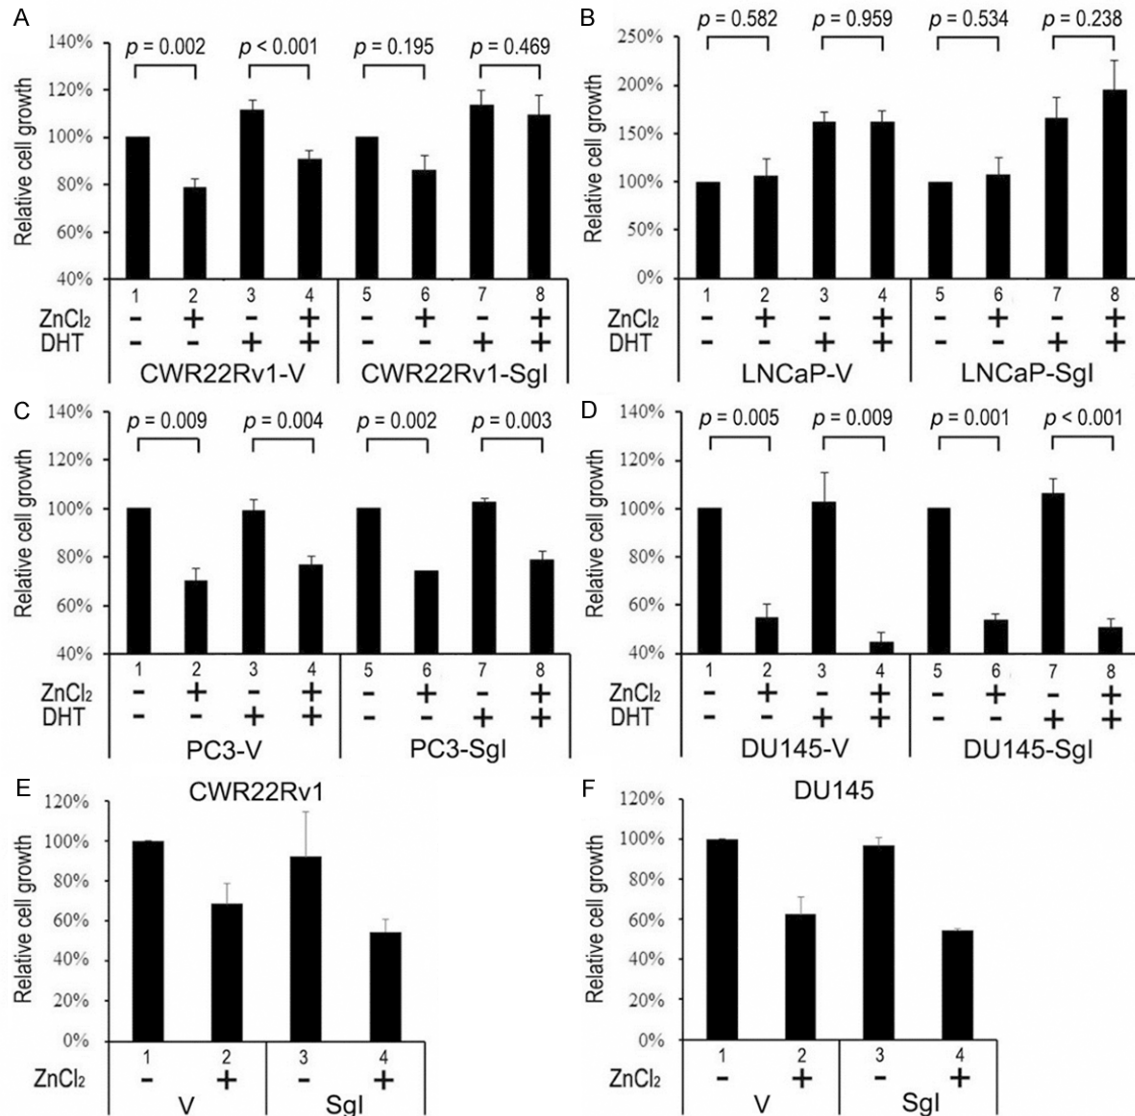 A
p = 0.002 p < 0.001 p = 0.195 p = 0.469
Relative cell growth
140%
120%
100%
80%
60%
40%
1 2 3 4 5 6 7 8
ZnCl₂ - + - + - + - +
DHT - - + + - - + +
CWR22Rv1-V CWR22Rv1-SgI
B
p = 0.582 p = 0.959 p = 0.534 p = 0.238
Relative cell growth
250%
200%
150%
100%
50%
0%
1 2 3 4 5 6 7 8
ZnCl₂ - + - + - + - +
DHT - - + + - - + +
LNCaP-V LNCaP-SgI
C
p = 0.009 p = 0.004 p = 0.002 p = 0.003
Relative cell growth
140%
120%
100%
80%
60%
40%
1 2 3 4 5 6 7 8
ZnCl₂ - + - + - + - +
DHT - - + + - - + +
PC3-V PC3-SgI
D
p = 0.005 p = 0.009 p = 0.001 p < 0.001
Relative cell growth
140%
120%
100%
80%
60%
40%
1 2 3 4 5 6 7 8
ZnCl₂ - + - + - + - +
DHT - - + + - - + +
DU145-V DU145-SgI
E
CWR22Rv1
Relative cell growth
120%
100%
80%
60%
40%
20%
0%
1 2 3 4
ZnCl₂ - + - +
V SgI
F
DU145
Relative cell growth
120%
100%
80%
60%
40%
20%
0%
1 2 3 4
ZnCl₂ - + - +
V SgI